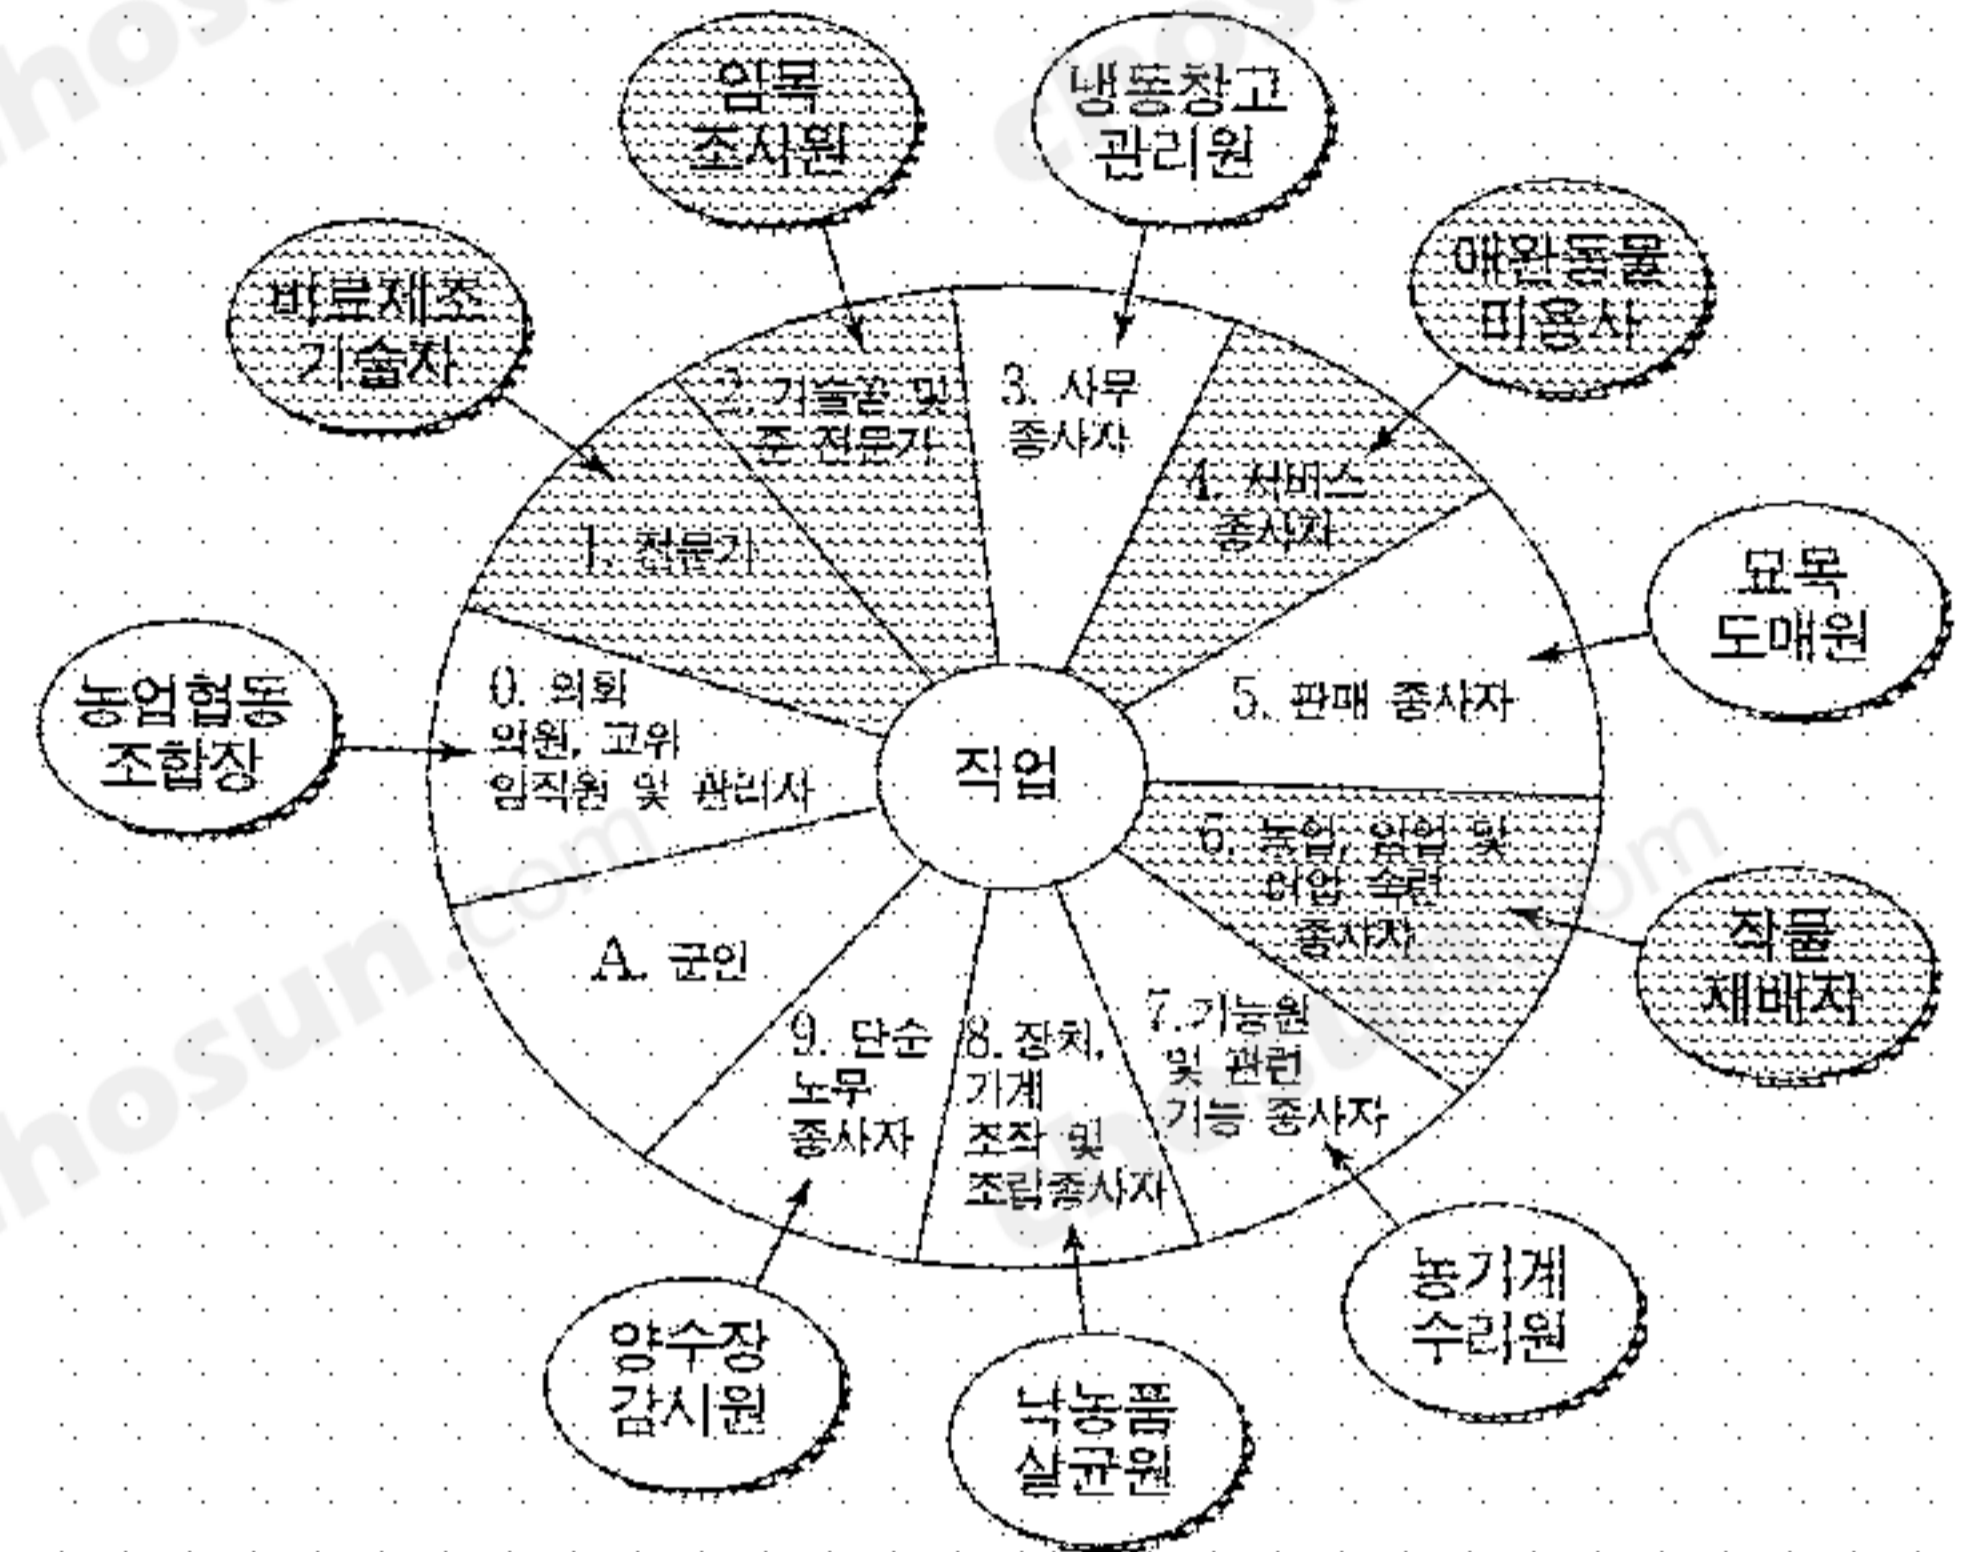 임목
조사원
냉동창고
관리원
애완동물
미용사
비료제조
기술자
묘목
도매원
농업협동
조합장
작물
재배자
양수장
감시원
낙농품
살균원
농기계
수리원
직업
0. 의회
의원, 고위
임직원 및 관리자
1. 전문가
2. 기술공 및
준 전문가
3. 사무
종사자
4. 서비스
종사자
5. 판매 종사자
6. 농업, 임업 및
어업 숙련
종사자
7. 기능원
및 관련
기능 종사자
8. 장치,
기계
조작 및
조립종사자
9. 단순
노무
종사자
A. 군인
chosun.com
chosun.com